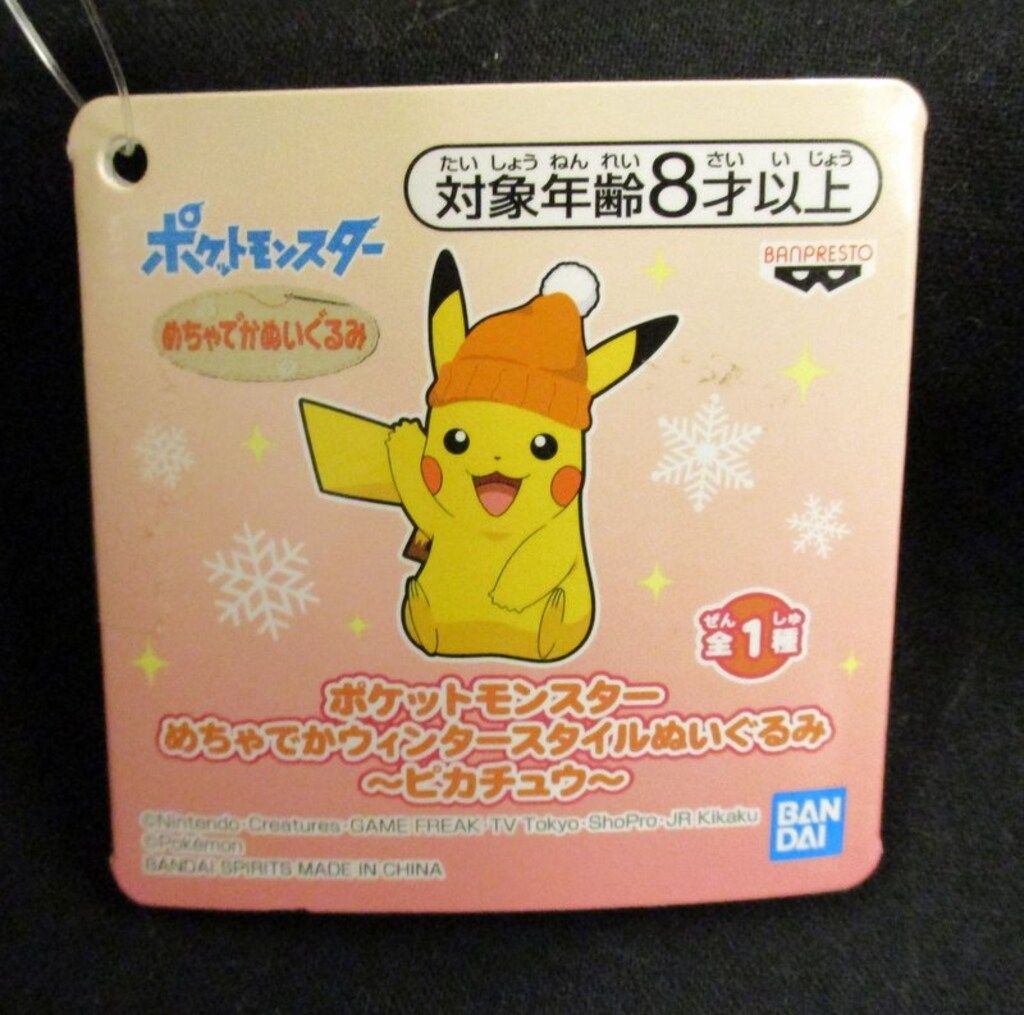 たいしょうねんれい さいいじょう
対象年齢8才以上
ポケットモンスター
BANPRESTO
めちゃでかぬいぐるみ
ぜん しゅ
全1種
ポケットモンスター
めちゃでかウィンタースタイルぬいぐるみ
～ピカチュウ～
©Nintendo・Creatures・GAME FREAK・TV Tokyo・ShoPro・JR Kikaku
©Pokémon
BANDAI SPIRITS MADE IN CHINA
BAN
DAI